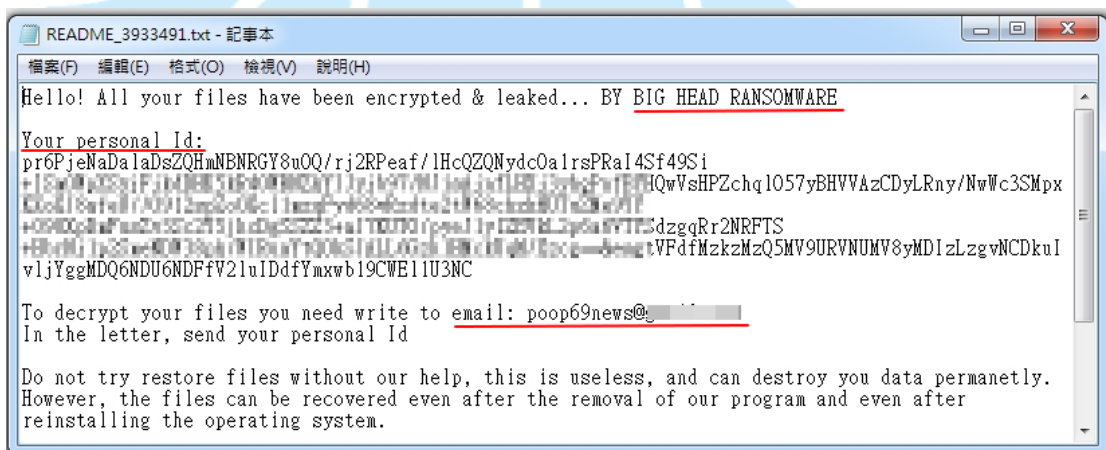 README_3933491.txt - 記事本
檔案(F) 編輯(E) 格式(O) 檢視(V) 說明(H)
Hello! All your files have been encrypted & leaked... BY BIG HEAD RANSOMWARE
Your personal Id:
pr6PjeNaDalaDsZQHmNBNRGY8uOQ/rj2RPeaf/lHcQZQNydcOa1rsPRaI4Sf49Si
HQwVsHPZchqlO57yBHVVAzCDyLRny/NwWc3SMpx
SdzgqRr2NRFTS
tVFdfMzkzMzQ5MV9URVNUMV8yMDIzLzgvNCDkuI
vljYggMDQ6NDU6NDFfV2luIDdfYmxwb19CWEl1U3NC
To decrypt your files you need write to email: poop69news@
In the letter, send your personal Id
Do not try restore files without our help, this is useless, and can destroy you data permanetly.
However, the files can be recovered even after the removal of our program and even after
reinstalling the operating system.